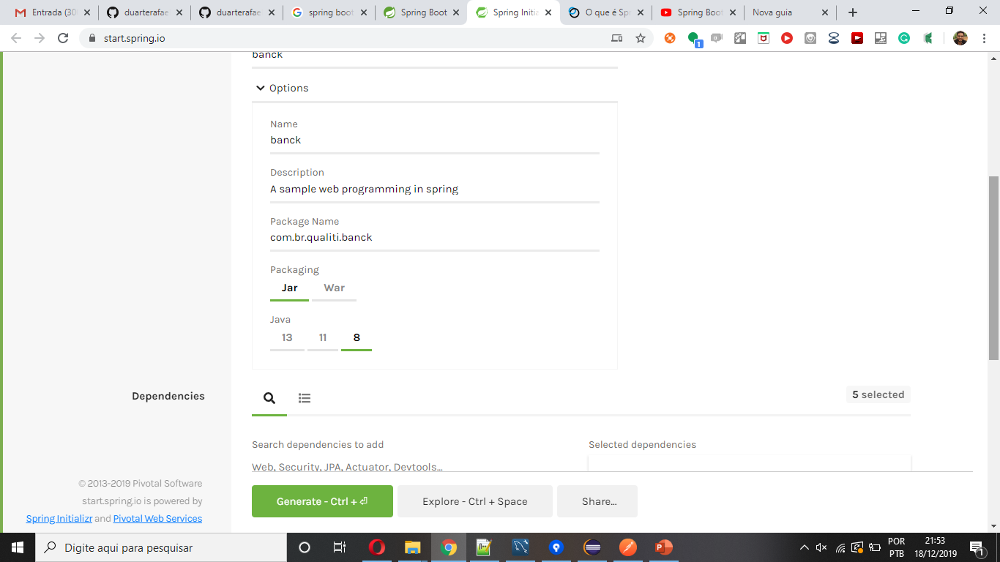 Entrada (30
duarterafae
duarterafae
spring boot
Spring Boot
Spring Initia
O que é Spr
Spring Boot
Nova guia
start.spring.io
1
banck
Options
Name
banck
Description
A sample web programming in spring
Package Name
com.br.qualiti.banck
Packaging
Jar War
Java
13 11 8
Dependencies
5 selected
Search dependencies to add
Selected dependencies
Web, Security, JPA, Actuator, Devtools...
© 2013-2019 Pivotal Software
start.spring.io is powered by
Spring Initializr and Pivotal Web Services
Generate - Ctrl + ⏎
Explore - Ctrl + Space
Share...
Digite aqui para pesquisar
POR
PTB
21:53
18/12/2019
1